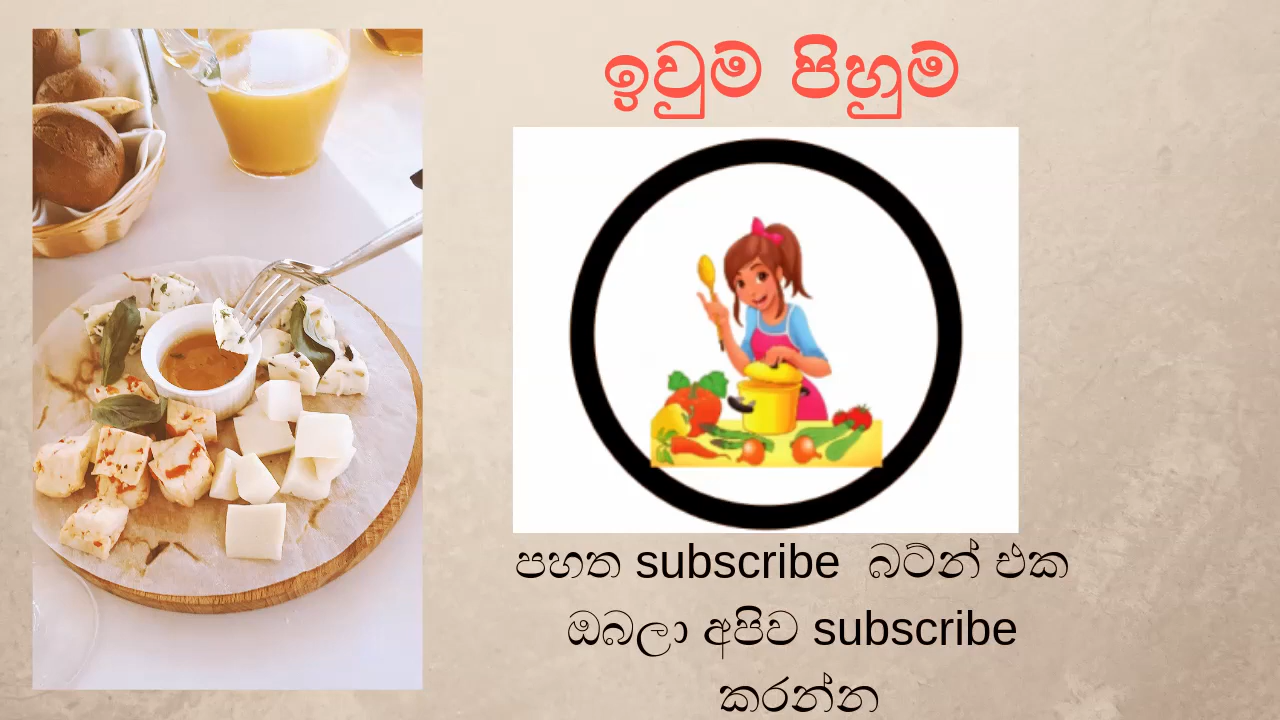 ඉවුම් පිහුම්
පහත subscribe බටන් එක
ඔබලා අපිව subscribe
කරන්න